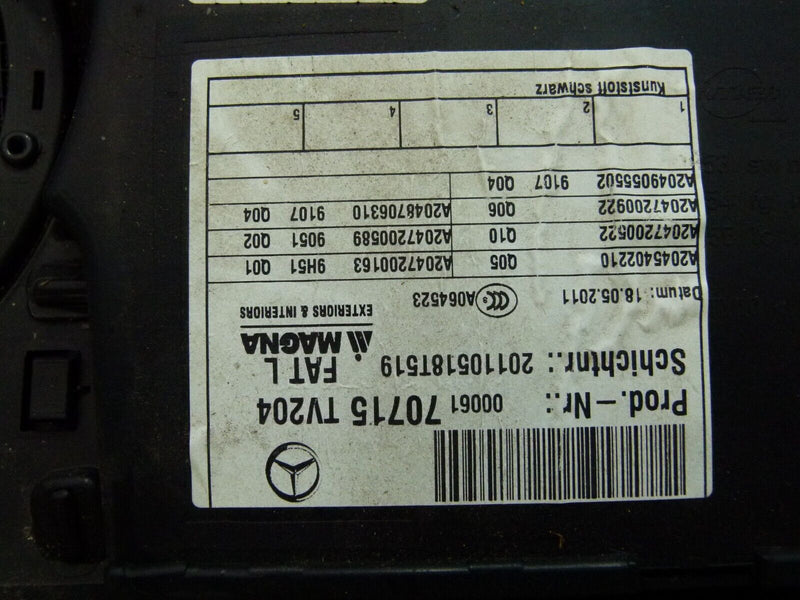 Prod.-Nr.: 00061 70715 TV204
Schichtnr.: 20110518T519 FAT L
MAGNA
EXTERIORS & INTERIORS
Datum: 18.05.2011 CCC A064523
A2045402210 Q05 A2047200163 9H51 Q01
A2047200522 Q10 A2047200589 9051 Q02
A2047200922 Q06 A2048706310 9107 Q04
A2049055502 9107 Q04
1 2 3 4 5
Kunststoff schwarz